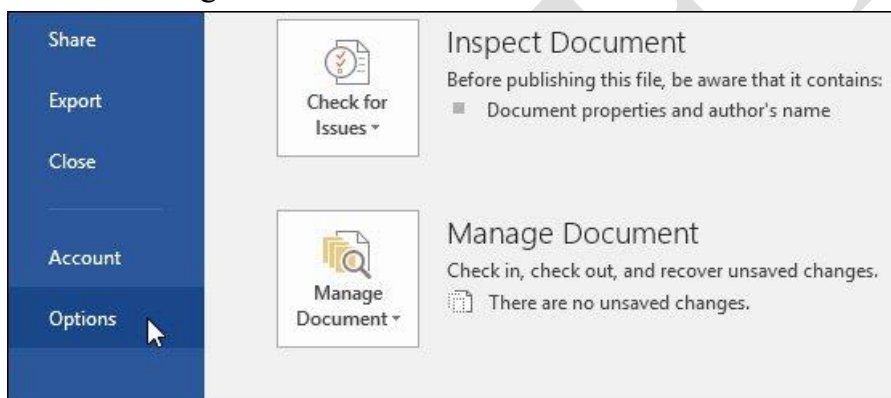 Share
Export
Close
Account
Options
Check for
Issues
Inspect Document
Before publishing this file, be aware that it contains:
Document properties and author's name
Manage
Document
Manage Document
Check in, check out, and recover unsaved changes.
There are no unsaved changes.